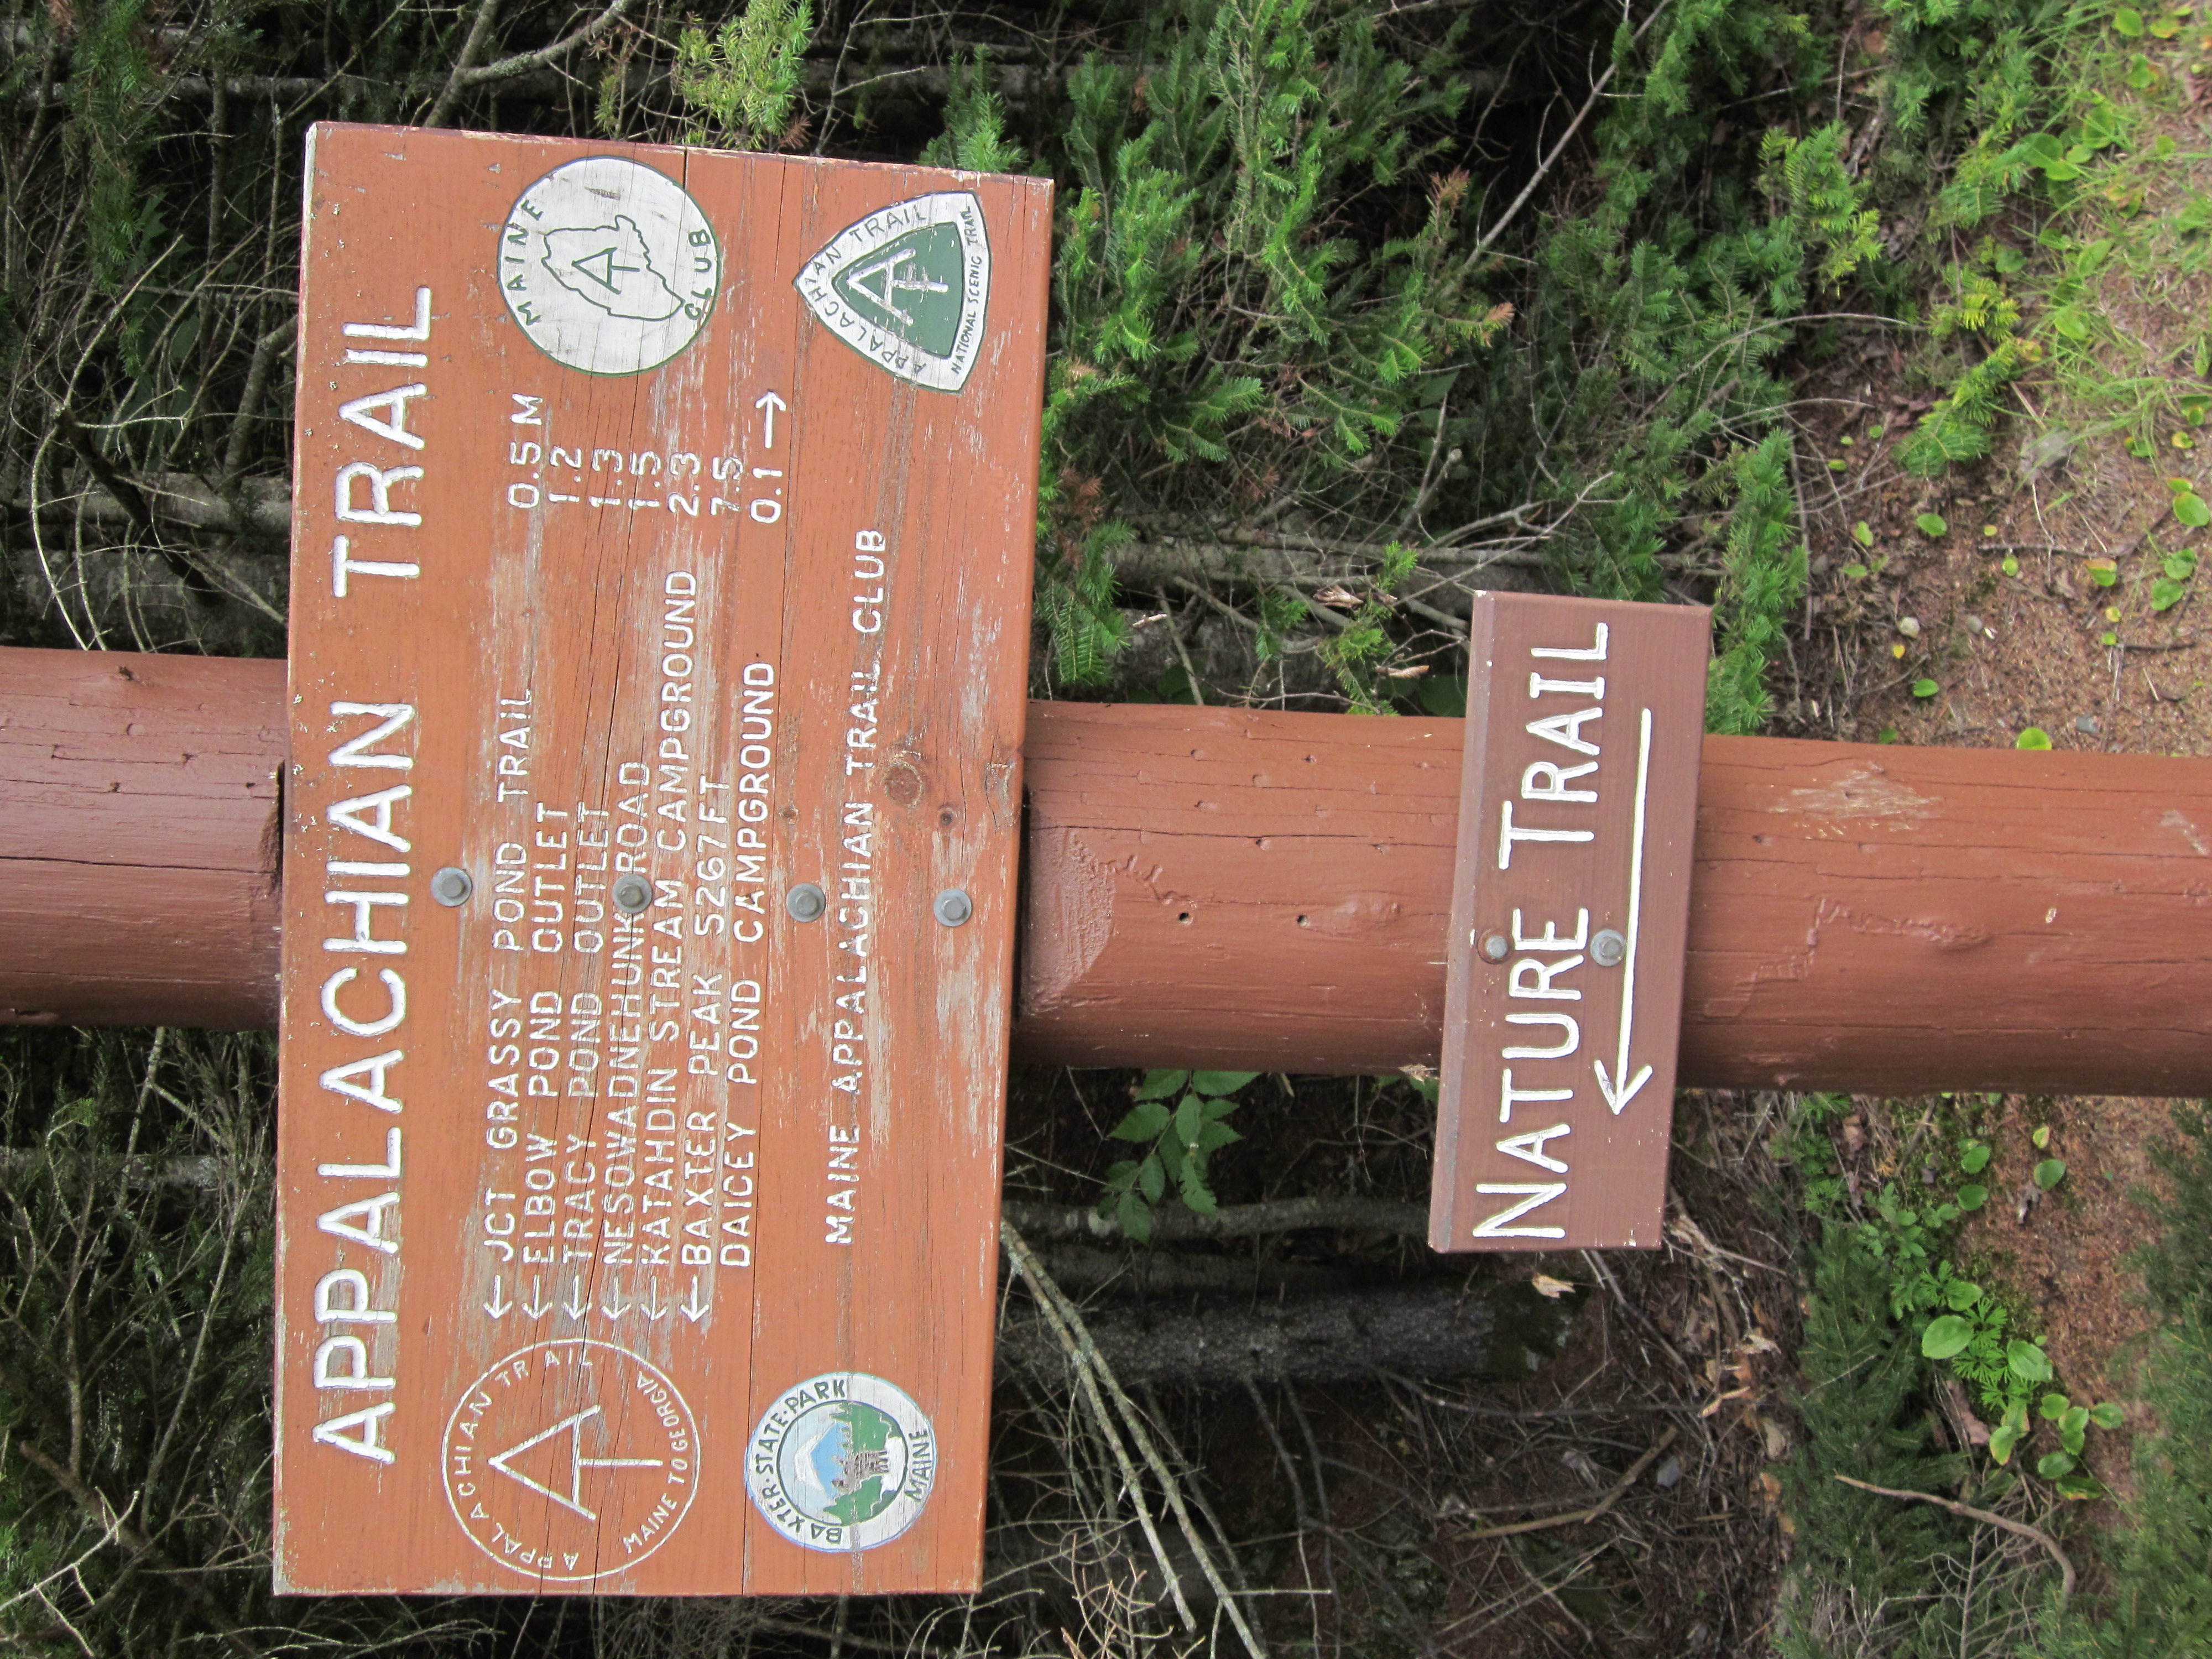 APPALACHIAN TRAIL
← JCT GRASSY POND TRAIL 0.5 M
← ELBOW POND OUTLET 1.2
← TRACY POND OUTLET 1.3
← NESOWADNEHUNK ROAD 1.5
← KATAHDIN STREAM CAMPGROUND 2.3
← BAXTER PEAK 5267FT 7.5
DAICEY POND CAMPGROUND 0.1 →
MAINE APPALACHIAN TRAIL CLUB
APPALACHIAN TRAIL
MAINE TO GEORGIA
MAINE
A
CLUB
BAXTER·STATE·PARK
MAINE
APPALACHIAN TRAIL
NATIONAL SCENIC TRAIL
NATURE TRAIL
←